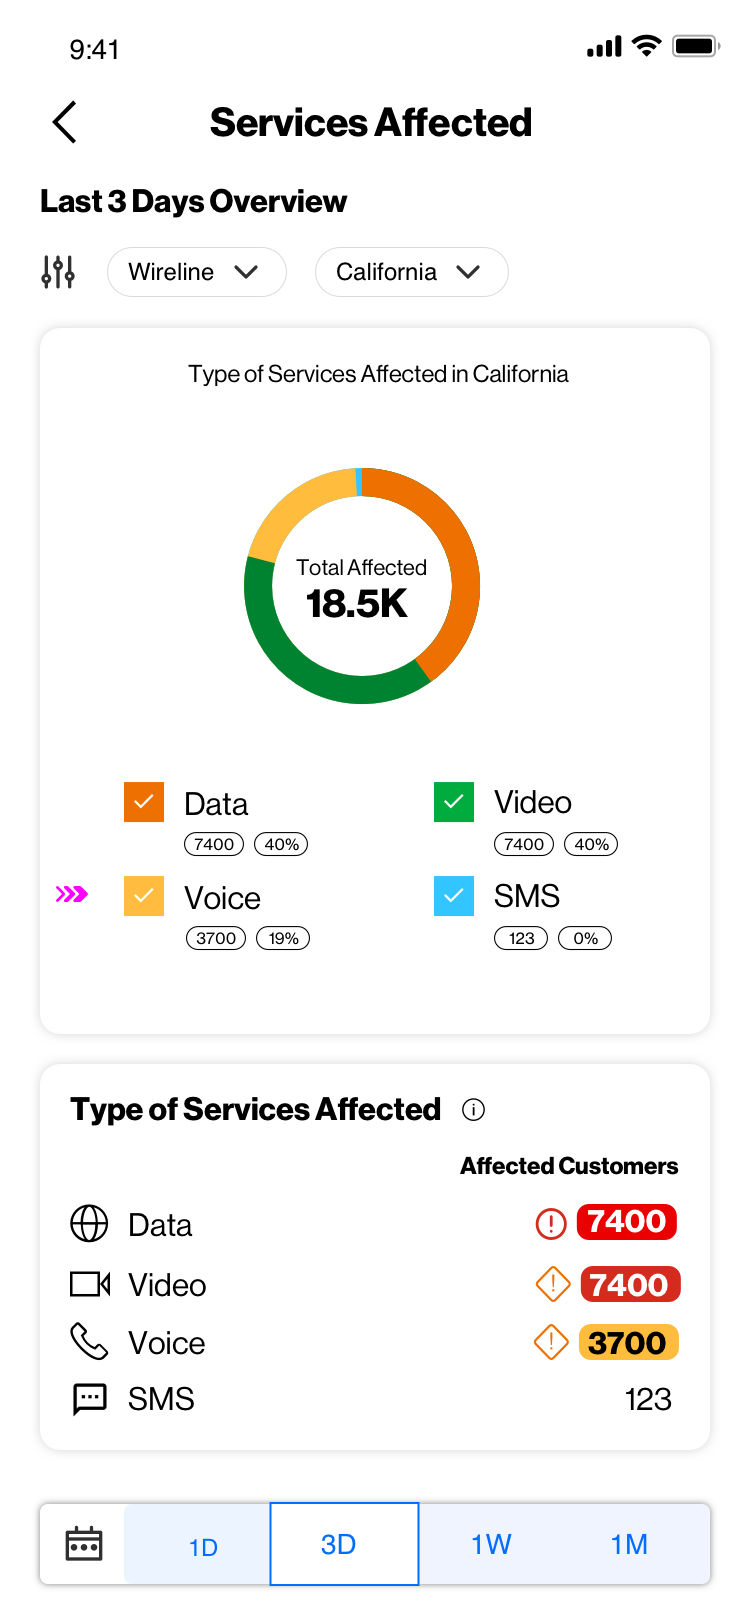 9:41
Services Affected
Last 3 Days Overview
Wireline
California
Type of Services Affected in California
Total Affected
18.5K
Data
7400 40%
Video
7400 40%
Voice
3700 19%
SMS
123 0%
Type of Services Affected
Affected Customers
Data 7400
Video 7400
Voice 3700
SMS 123
1D 3D 1W 1M